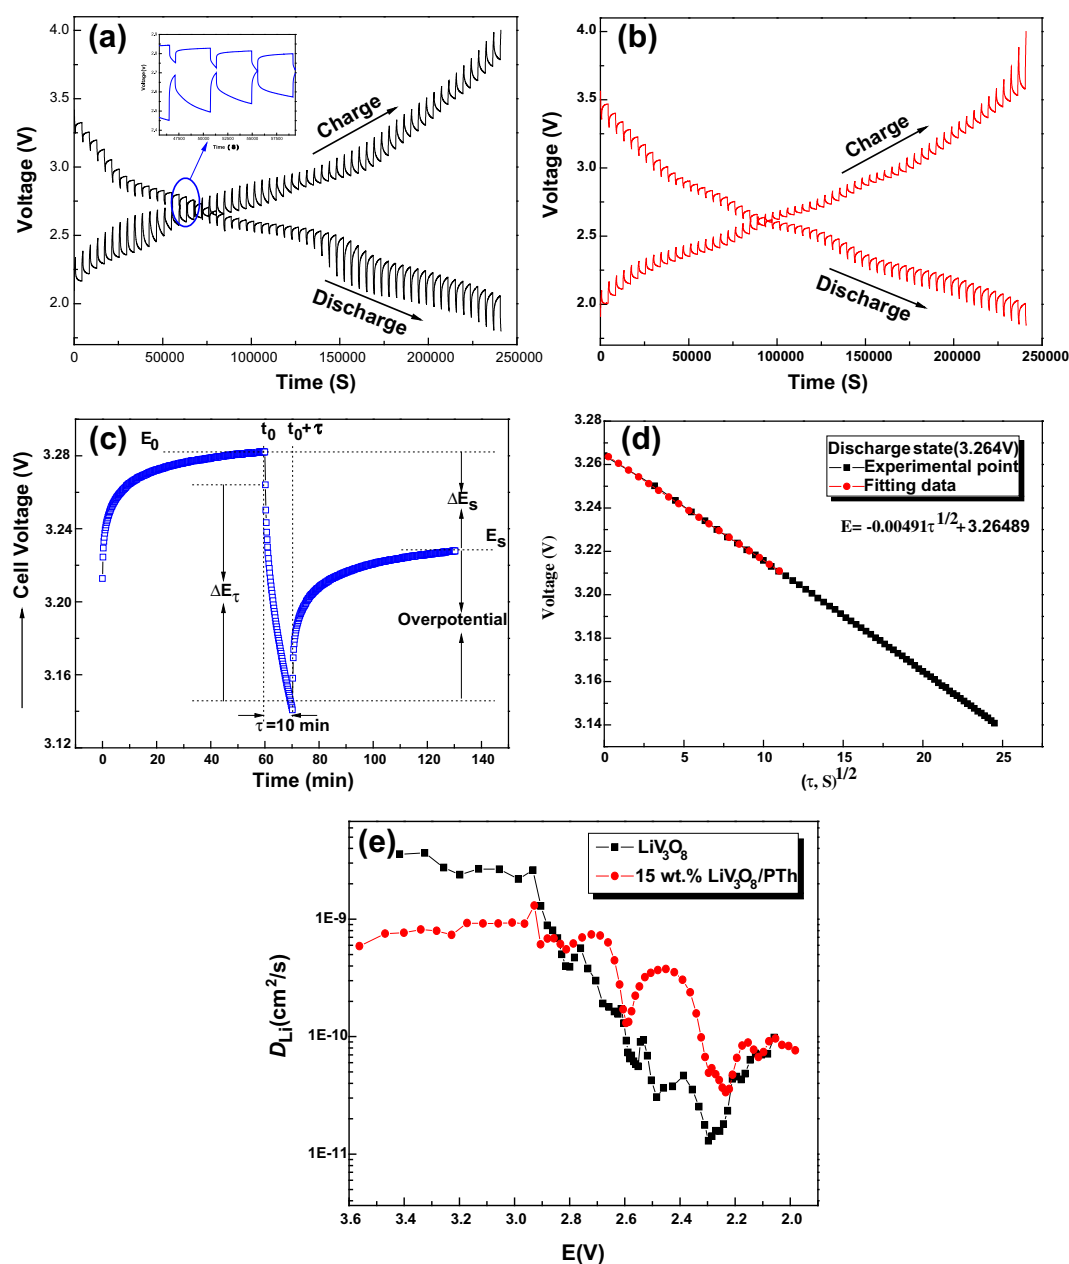 (a)
4.0
3.5
3.0
2.5
2.0
Voltage (V)
0
50000
100000
150000
200000
250000
Time (S)
Charge
Discharge
Voltage(v)
47500
50000
52500
55000
57500
Time ( S)
(b)
4.0
3.5
3.0
2.5
2.0
Voltage (V)
0
50000
100000
150000
200000
250000
Time (S)
Charge
Discharge
(c)
E0
t0
t0+τ
3.28
3.24
3.20
3.16
3.12
Cell Voltage (V)
ΔEs
Es
ΔEτ
Overpotential
τ =10 min
0
20
40
60
80
100
120
140
Time (min)
(d)
3.28
3.26
3.24
3.22
3.20
3.18
3.16
3.14
Voltage (V)
Discharge state(3.264V)
Experimental point
Fitting data
E= -0.00491τ1/2+3.26489
0
5
10
15
20
25
(τ, S)1/2
(e)
LiV3O8
15 wt.% LiV3O8/PTh
1E-9
1E-10
1E-11
DLi(cm2/s)
3.6
3.4
3.2
3.0
2.8
2.6
2.4
2.2
2.0
E(V)